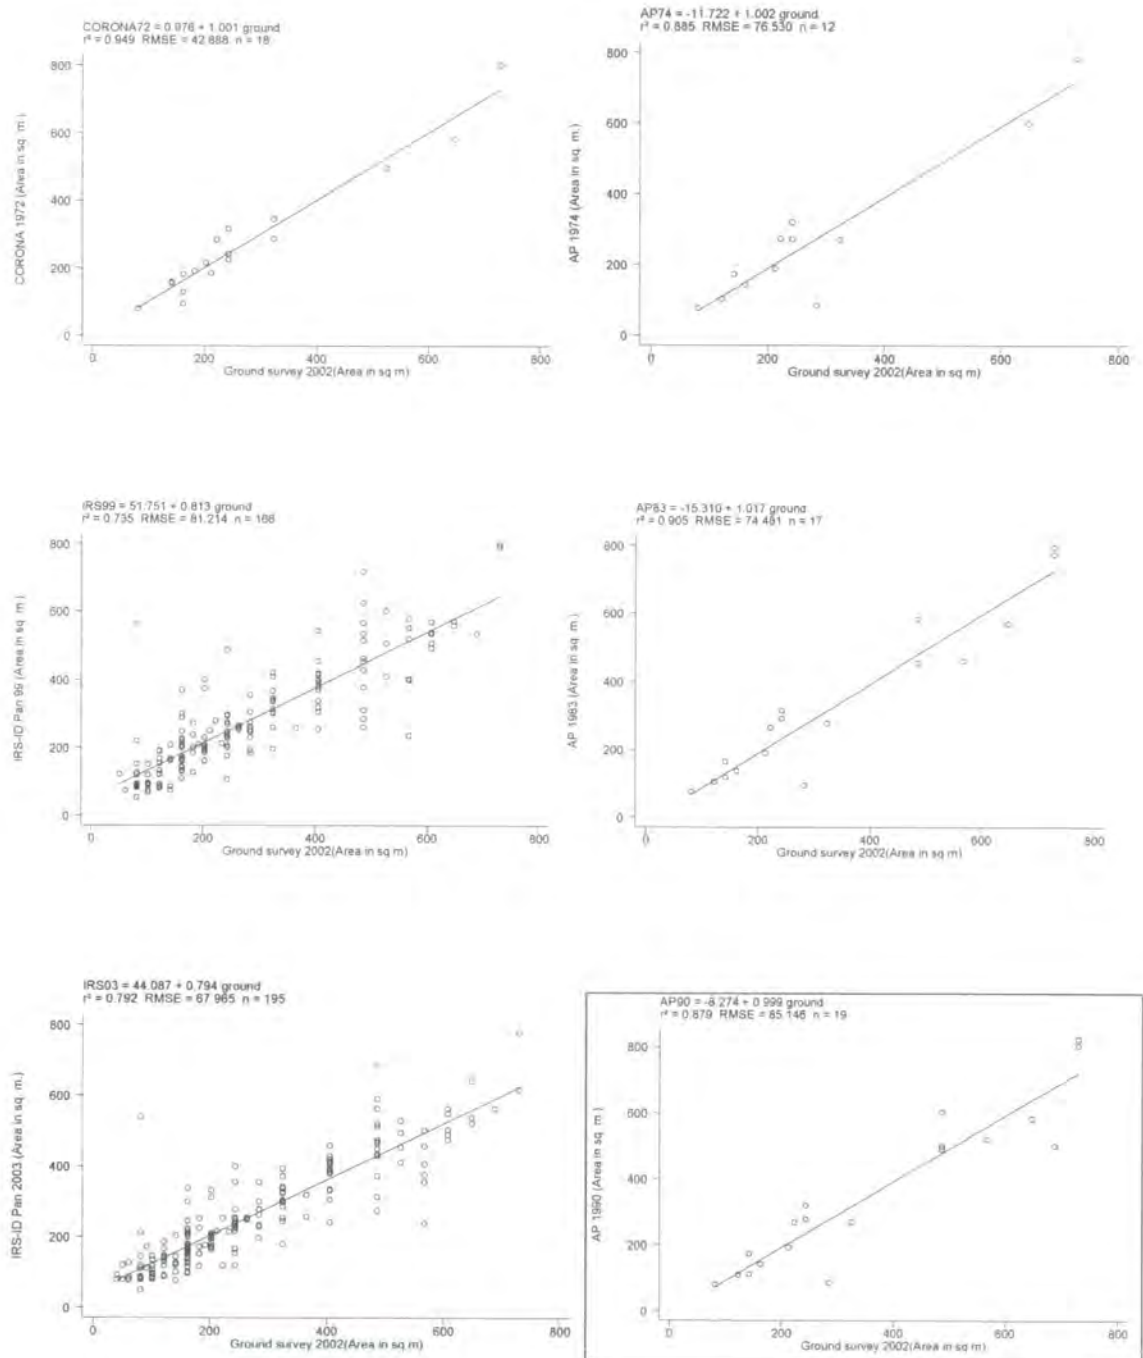 CORONA72 = 0.976 + 1.001 ground
r² = 0.949 RMSE = 42.888 n = 18
800
600
400
200
0
CORONA 1972 (Area in sq. m)
0 200 400 600 800
Ground survey 2002(Area in sq m)
AP74 = -11.722 + 1.002 ground
r² = 0.885 RMSE = 76.530 n = 12
800
600
400
200
0
AP 1974 (Area in sq. m.)
0 200 400 600 800
Ground survey 2002(Area in sq m)
IRS99 = 51.751 + 0.813 ground
r² = 0.735 RMSE = 81.214 n = 166
800
600
400
200
0
IRS-ID Pan 99 (Area in sq. m.)
0 200 400 600 800
Ground survey 2002(Area in sq m)
AP83 = -15.310 + 1.017 ground
r² = 0.905 RMSE = 74.481 n = 17
800
600
400
200
0
AP 1983 (Area in sq. m.)
0 200 400 600 800
Ground survey 2002(Area in sq m)
IRS03 = 44.087 + 0.794 ground
r² = 0.792 RMSE = 67.965 n = 195
800
600
400
200
0
IRS-ID Pan 2003 (Area in sq. m.)
0 200 400 600 800
Ground survey 2002(Area in sq m)
AP90 = -8.274 + 0.999 ground
r² = 0.879 RMSE = 85.146 n = 19
800
600
400
200
0
AP 1990 (Area in sq. m.)
0 200 400 600 800
Ground survey 2002(Area in sq m)